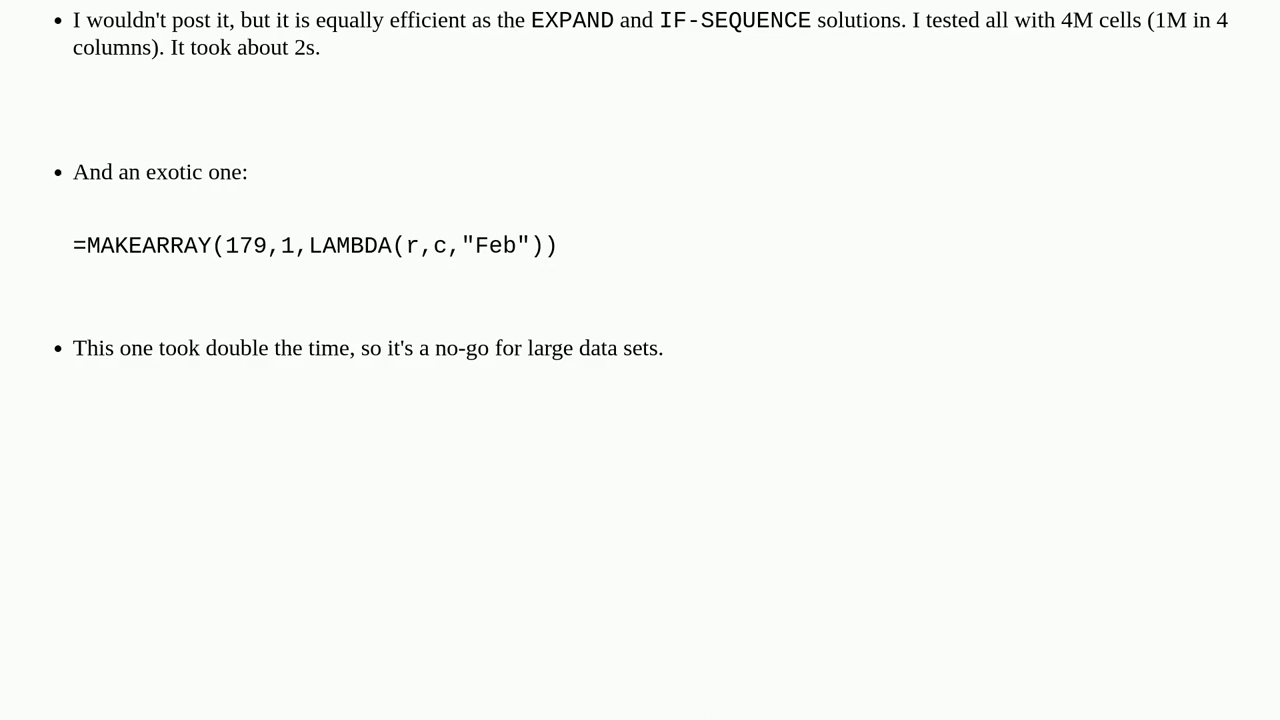 I wouldn't post it, but it is equally efficient as the EXPAND and IF-SEQUENCE solutions. I tested all with 4M cells (1M in 4
columns). It took about 2s.
And an exotic one:
=MAKEARRAY(179,1,LAMBDA(r,c,"Feb"))
This one took double the time, so it's a no-go for large data sets.